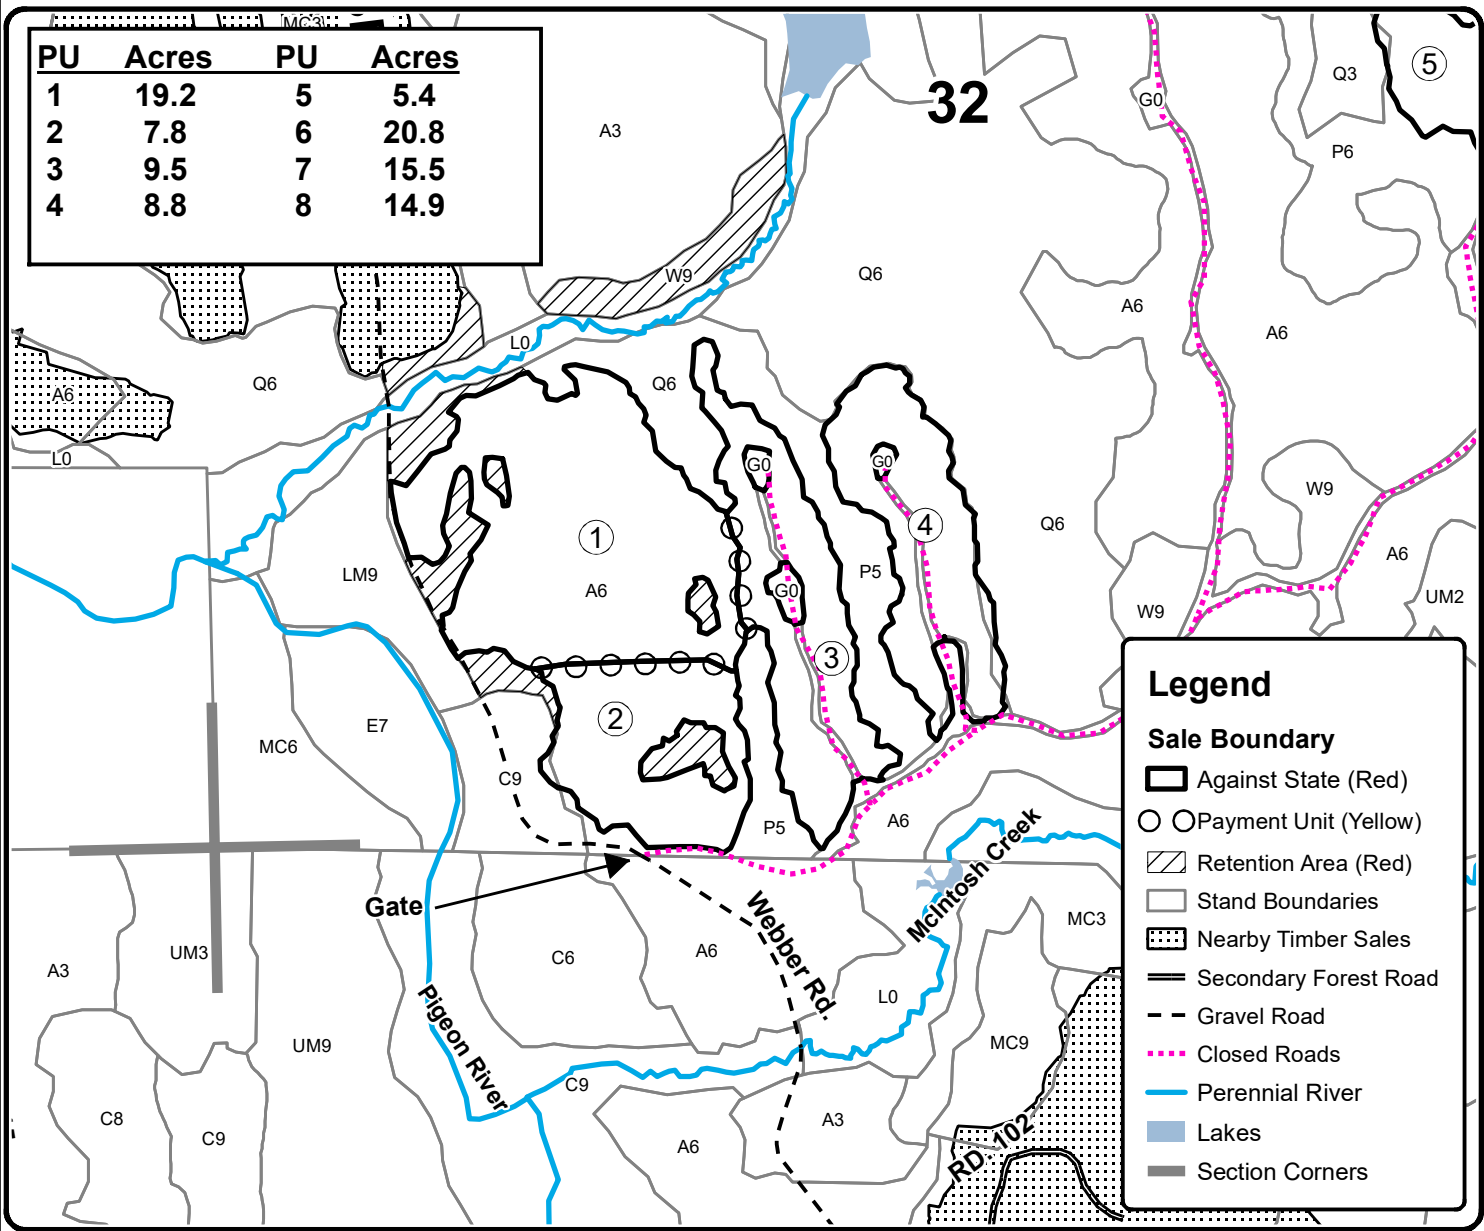 MC3
PU Acres PU Acres
1 19.2 5 5.4
2 7.8 6 20.8
3 9.5 7 15.5
4 8.8 8 14.9
32
5
Q3
G0
A3
P6
W9
Q6
A6
A6
L0
Q6
Q6
A6
L0
G0
G0
W9
1
4
Q6
A6
LM9
A6
G0
P5
W9
UM2
3
2
E7
MC6
C9
P5
A6
Gate
Webber Rd.
McIntosh Creek
MC3
A3
UM3
C6
A6
L0
Pigeon River
UM9
MC9
C9
C8
C9
A6
A3
RD. 102
Legend
Sale Boundary
Against State (Red)
Payment Unit (Yellow)
Retention Area (Red)
Stand Boundaries
Nearby Timber Sales
Secondary Forest Road
Gravel Road
Closed Roads
Perennial River
Lakes
Section Corners